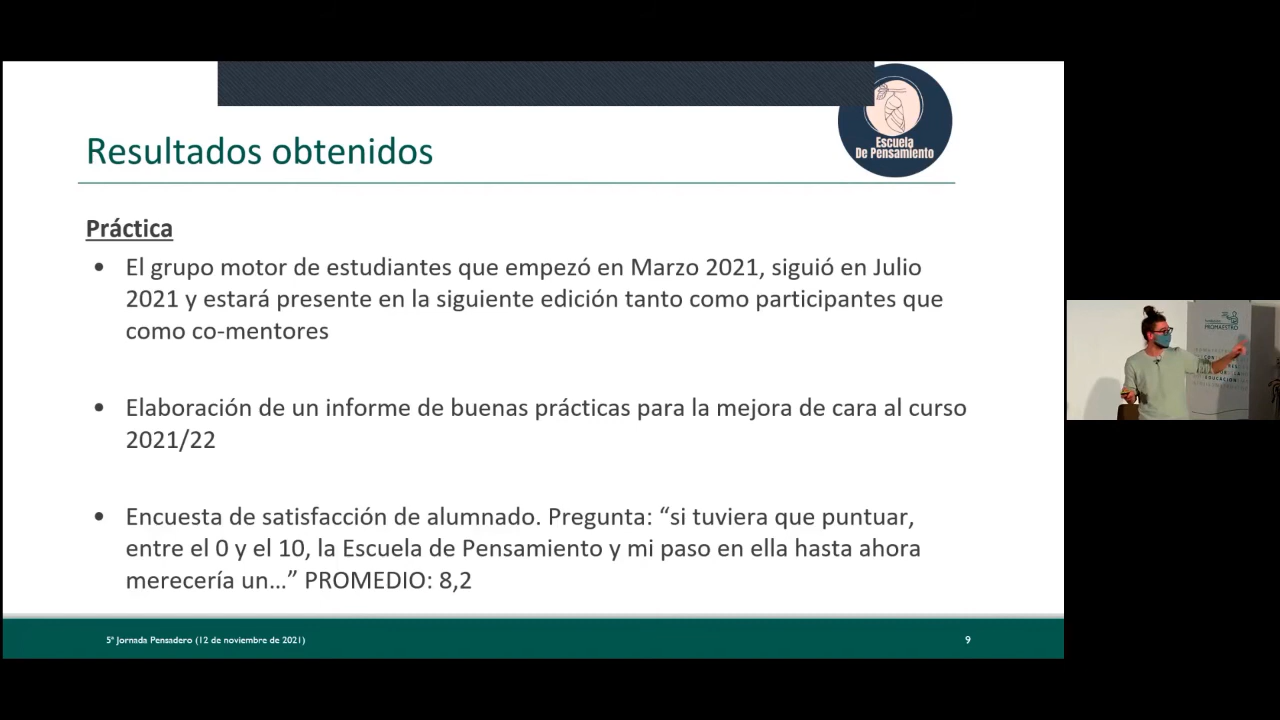 Escuela
De Pensamiento
Resultados obtenidos
Práctica
• El grupo motor de estudiantes que empezó en Marzo 2021, siguió en Julio
2021 y estará presente en la siguiente edición tanto como participantes que
como co-mentores
• Elaboración de un informe de buenas prácticas para la mejora de cara al curso
2021/22
• Encuesta de satisfacción de alumnado. Pregunta: “si tuviera que puntuar,
entre el 0 y el 10, la Escuela de Pensamiento y mi paso en ella hasta ahora
merecería un…” PROMEDIO: 8,2
5ª Jornada Pensadero (12 de noviembre de 2021)
9
PROMAESTRO
EDUCACIÓN